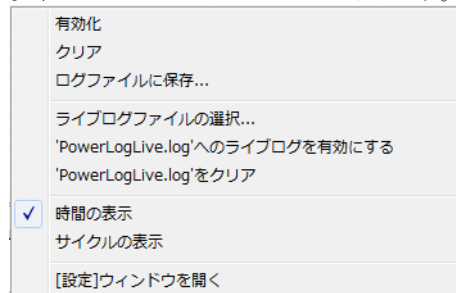 有効化
クリア
ログファイルに保存...
ライブログファイルの選択...
'PowerLogLive.log'へのライブログを有効にする
'PowerLogLive.log'をクリア
時間の表示
サイクルの表示
[設定]ウィンドウを開く